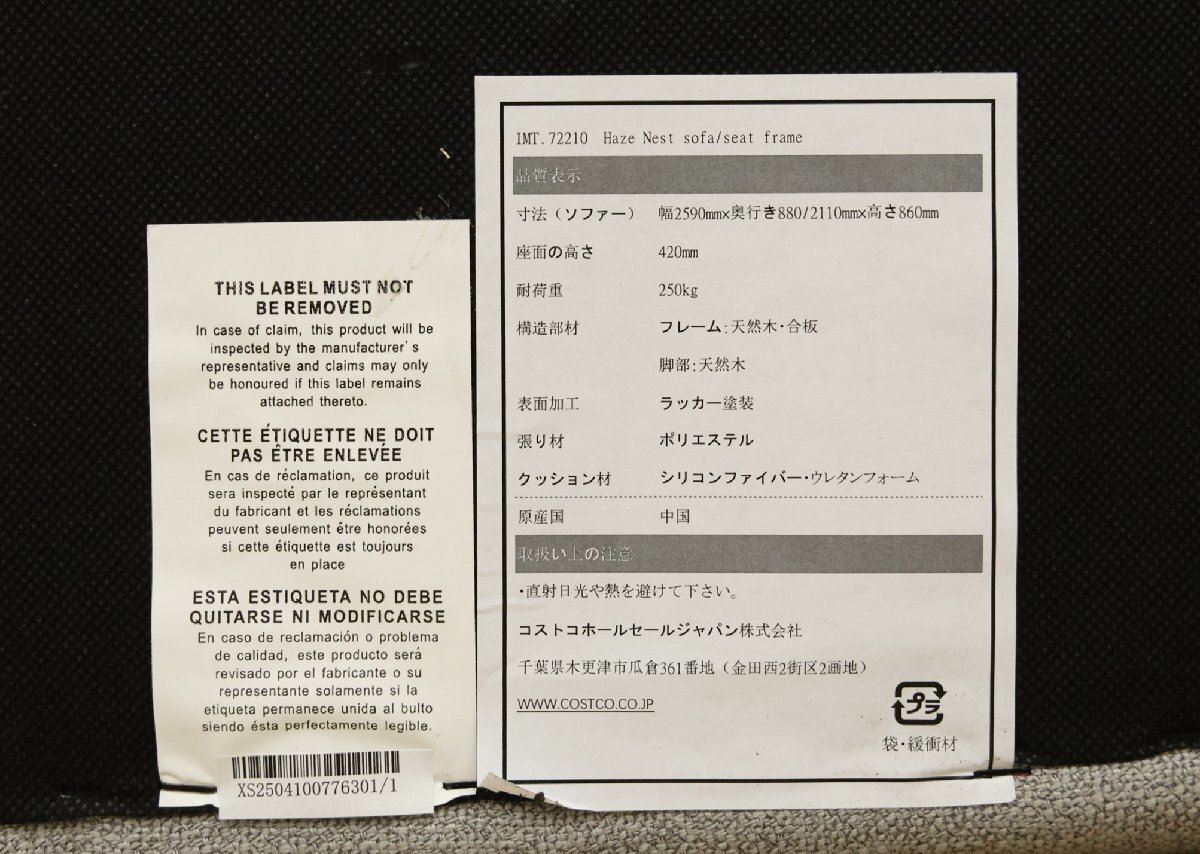 THIS LABEL MUST NOT
BE REMOVED
In case of claim, this product will be
inspected by the manufacturer's
representative and claims may only
be honoured if this label remains
attached thereto.
CETTE ÉTIQUETTE NE DOIT
PAS ÊTRE ENLEVÉE
En cas de réclamation, ce produit
sera inspecté par le représentant
du fabricant et les réclamations
peuvent seulement être honorées
si cette étiquette est toujours
en place
ESTA ESTIQUETA NO DEBE
QUITARSE NI MODIFICARSE
En caso de reclamación o problema
de calidad, este producto será
revisado por el fabricante o su
representante solamente si la
etiqueta permanece unida al bulto
siendo ésta perfectamente legible.
XS2504100776301/1
IMT.72210 Haze Nest sofa/seat frame
品質表示
寸法（ソファー） 幅2590mm×奥行き880/2110mm×高さ860mm
座面の高さ 420mm
耐荷重 250kg
構造部材 フレーム:天然木・合板
脚部:天然木
表面加工 ラッカー塗装
張り材 ポリエステル
クッション材 シリコンファイバー・ウレタンフォーム
原産国 中国
取扱い上の注意
・直射日光や熱を避けて下さい。
コストコホールセールジャパン株式会社
千葉県木更津市瓜倉361番地（金田西2街区2画地）
WWW.COSTCO.CO.JP
プラ
袋・緩衝材